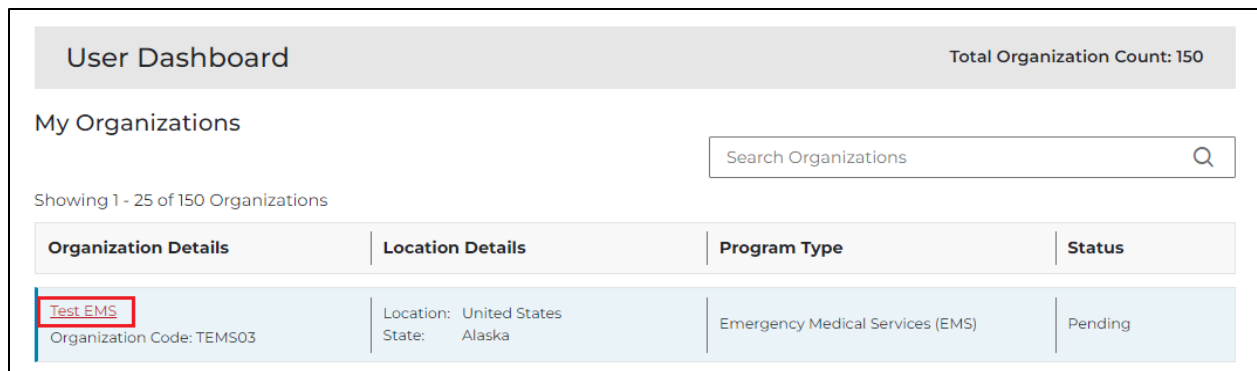 User Dashboard
Total Organization Count: 150
My Organizations
Search Organizations
Showing 1 - 25 of 150 Organizations
Organization Details
Location Details
Program Type
Status
Test EMS
Organization Code: TEMS03
Location: United States
State: Alaska
Emergency Medical Services (EMS)
Pending